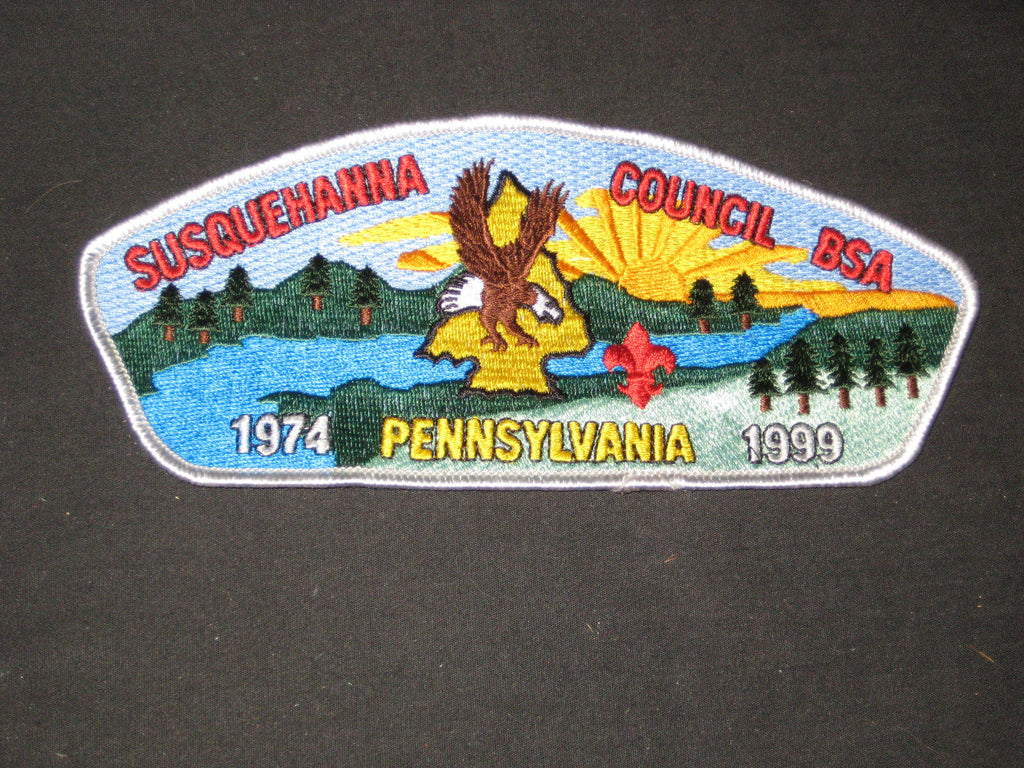 SUSQUEHANNA COUNCIL BSA
1974 PENNSYLVANIA 1999